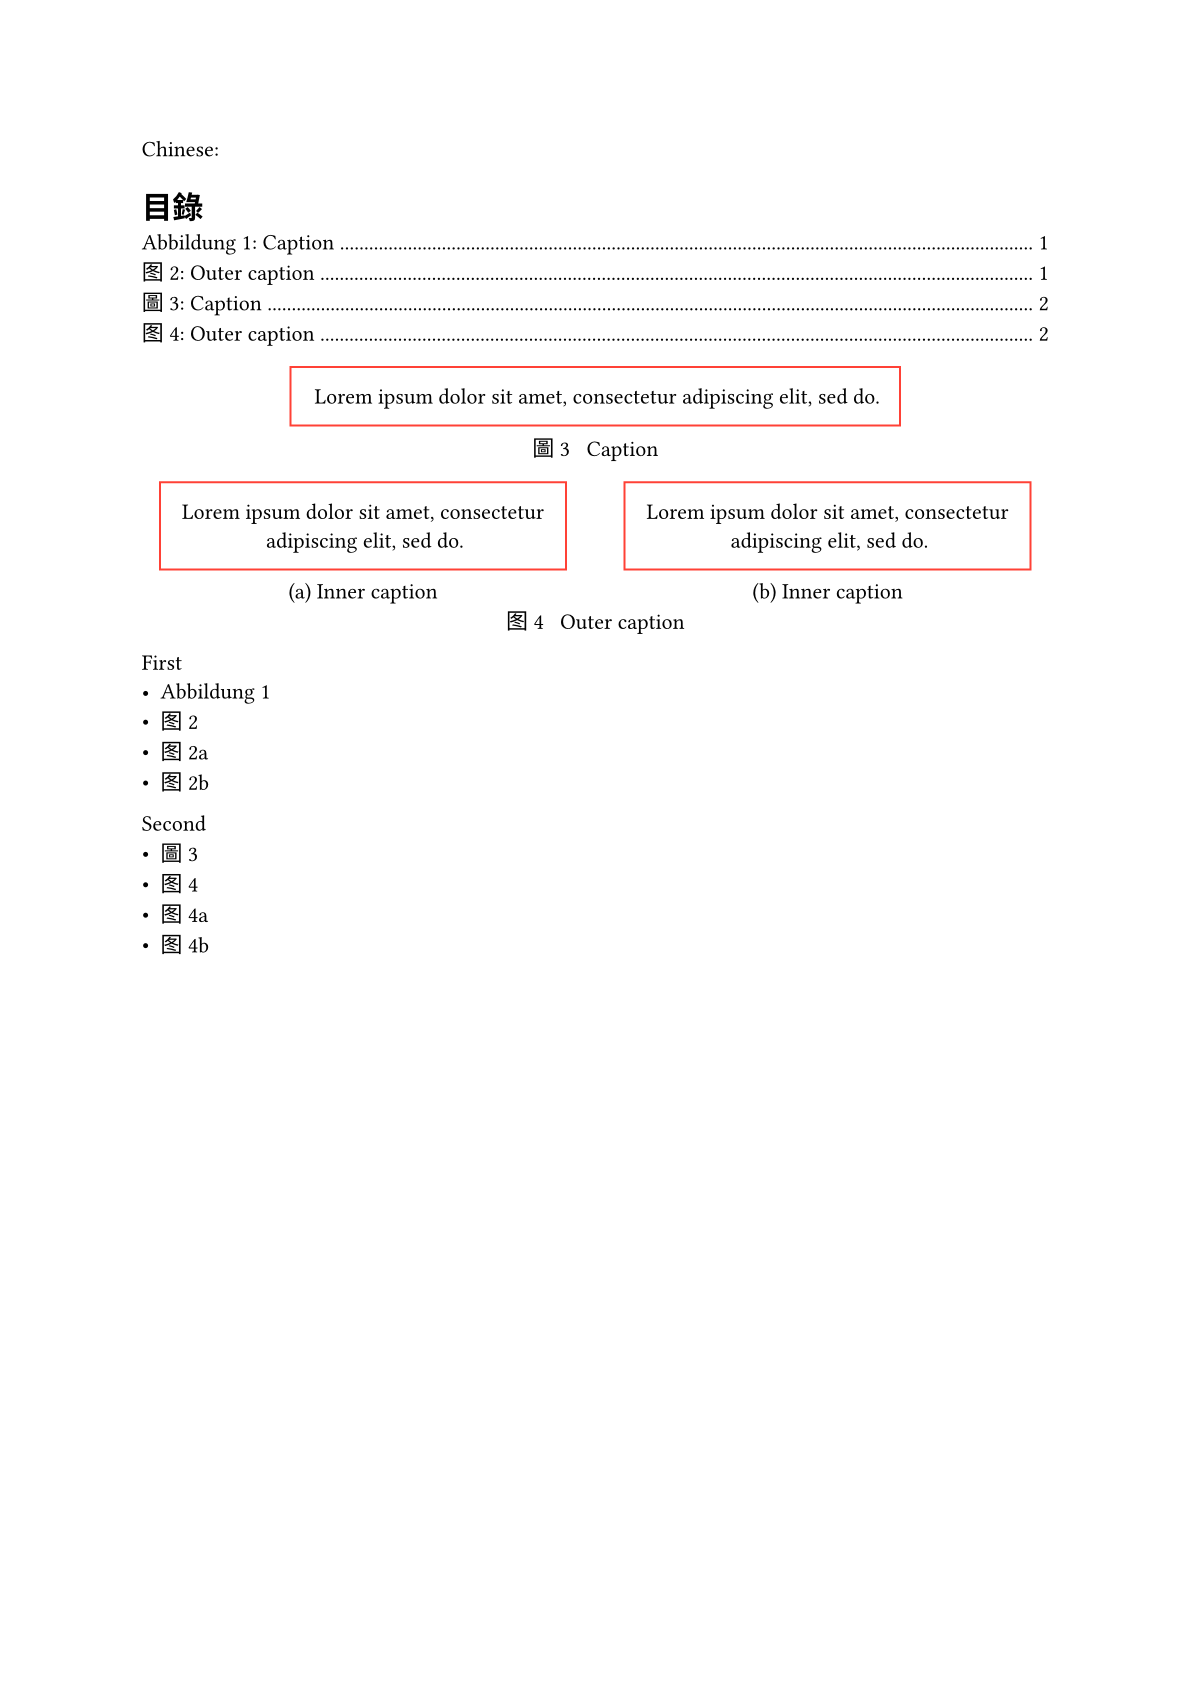 Chinese:
目錄
Abbildung 1: Caption ........................................................................................................................................ 1
图 2: Outer caption ........................................................................................................................................ 1
圖 3: Caption ........................................................................................................................................ 2
图 4: Outer caption ........................................................................................................................................ 2
Lorem ipsum dolor sit amet, consectetur adipiscing elit, sed do.
圖 3 Caption
Lorem ipsum dolor sit amet, consectetur
adipiscing elit, sed do.
(a) Inner caption
Lorem ipsum dolor sit amet, consectetur
adipiscing elit, sed do.
(b) Inner caption
图 4 Outer caption
First
• Abbildung 1
• 图 2
• 图 2a
• 图 2b
Second
• 圖 3
• 图 4
• 图 4a
• 图 4b